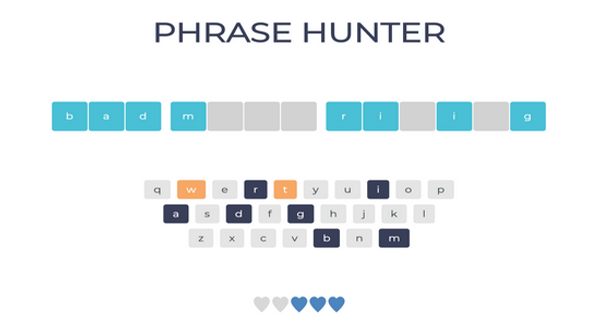 PHRASE HUNTER
b a d m r i i g
q w e r t y u i o p
a s d f g h j k l
z x c v b n m